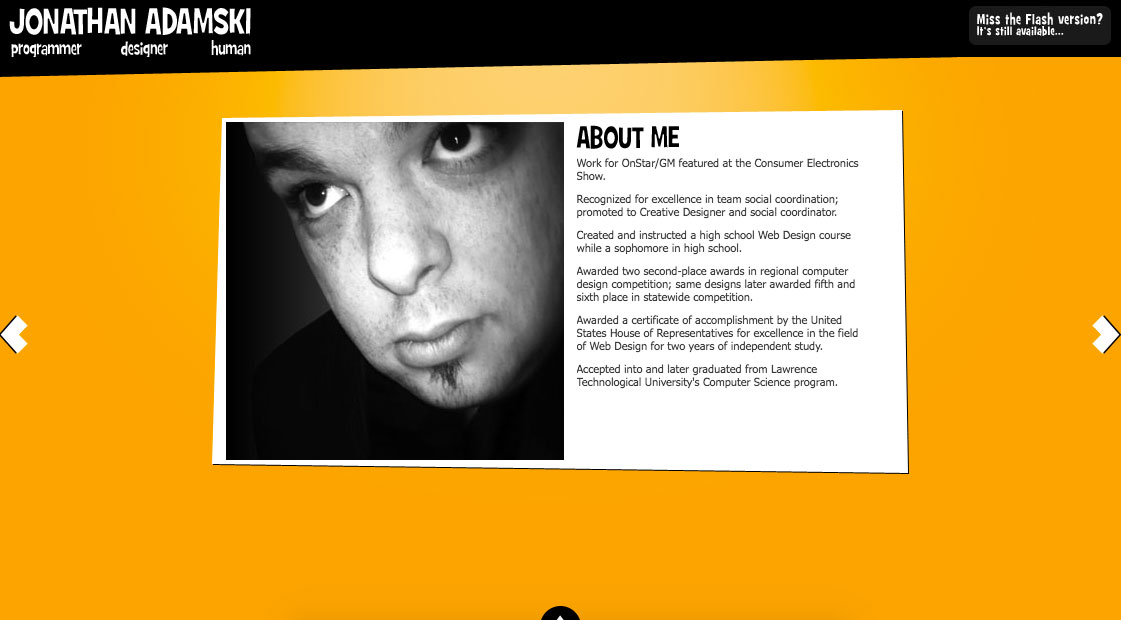 JONATHAN ADAMSKI
programmer designer human
Miss the Flash version?
It's still available...
ABOUT ME
Work for OnStar/GM featured at the Consumer Electronics
Show.
Recognized for excellence in team social coordination;
promoted to Creative Designer and social coordinator.
Created and instructed a high school Web Design course
while a sophomore in high school.
Awarded two second-place awards in regional computer
design competition; same designs later awarded fifth and
sixth place in statewide competition.
Awarded a certificate of accomplishment by the United
States House of Representatives for excellence in the field
of Web Design for two years of independent study.
Accepted into and later graduated from Lawrence
Technological University's Computer Science program.